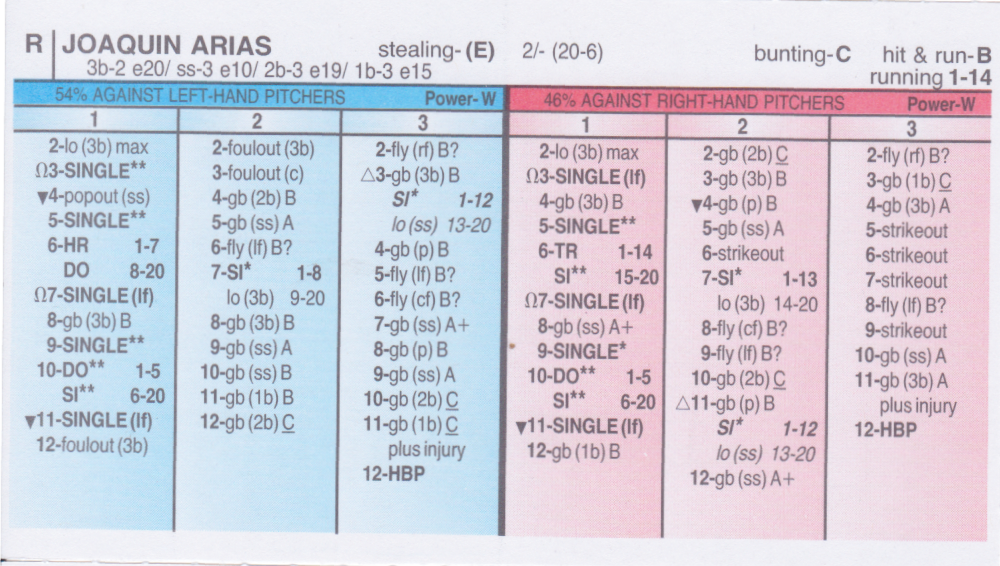 R JOAQUIN ARIAS stealing- (E) 2/- (20-6) bunting-C hit & run-B
3b-2 e20/ ss-3 e10/ 2b-3 e19/ 1b-3 e15 running 1-14
54% AGAINST LEFT-HAND PITCHERS Power-W
1
2-lo (3b) max
Ω3-SINGLE**
▼4-popout (ss)
5-SINGLE**
6-HR 1-7
DO 8-20
Ω7-SINGLE (lf)
8-gb (3b) B
9-SINGLE**
10-DO** 1-5
SI** 6-20
▼11-SINGLE (lf)
12-foulout (3b)
2
2-foulout (3b)
3-foulout (c)
4-gb (2b) B
5-gb (ss) A
6-fly (lf) B?
7-SI* 1-8
lo (3b) 9-20
8-gb (3b) B
9-gb (ss) A
10-gb (ss) B
11-gb (1b) B
12-gb (2b) C
3
2-fly (rf) B?
△3-gb (3b) B
SI* 1-12
lo (ss) 13-20
4-gb (p) B
5-fly (lf) B?
6-fly (cf) B?
7-gb (ss) A+
8-gb (p) B
9-gb (ss) A
10-gb (2b) C
11-gb (1b) C
plus injury
12-HBP
46% AGAINST RIGHT-HAND PITCHERS Power-W
1
2-lo (3b) max
Ω3-SINGLE (lf)
4-gb (3b) B
5-SINGLE**
6-TR 1-14
SI** 15-20
Ω7-SINGLE (lf)
8-gb (ss) A+
9-SINGLE*
10-DO** 1-5
SI** 6-20
▼11-SINGLE (lf)
12-gb (1b) B
2
2-gb (2b) C
3-gb (3b) B
▼4-gb (p) B
5-gb (ss) A
6-strikeout
7-SI* 1-13
lo (3b) 14-20
8-fly (cf) B?
9-fly (lf) B?
10-gb (2b) C
△11-gb (p) B
SI* 1-12
lo (ss) 13-20
12-gb (ss) A+
3
2-fly (rf) B?
3-gb (1b) C
4-gb (3b) A
5-strikeout
6-strikeout
7-strikeout
8-fly (lf) B?
9-strikeout
10-gb (ss) A
11-gb (3b) A
plus injury
12-HBP